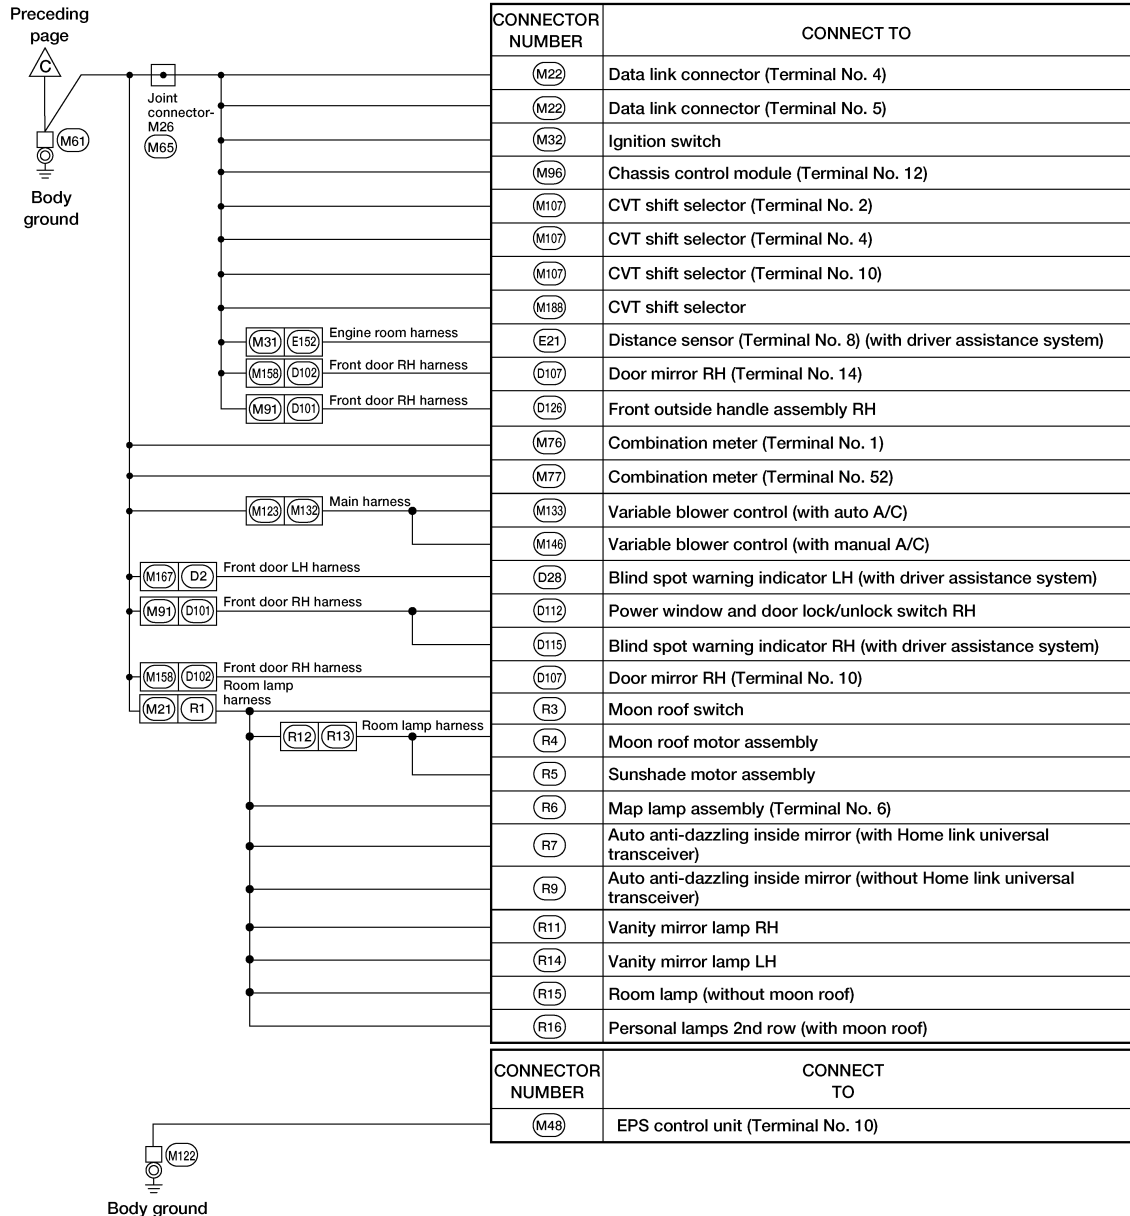 Preceding
page
C
M61
Body
ground
Joint
connector-
M26
M65
CONNECTOR
NUMBER
CONNECT TO
M22 Data link connector (Terminal No. 4)
M22 Data link connector (Terminal No. 5)
M32 Ignition switch
M96 Chassis control module (Terminal No. 12)
M107 CVT shift selector (Terminal No. 2)
M107 CVT shift selector (Terminal No. 4)
M107 CVT shift selector (Terminal No. 10)
M188 CVT shift selector
M31 E152 Engine room harness E21 Distance sensor (Terminal No. 8) (with driver assistance system)
M158 D102 Front door RH harness D107 Door mirror RH (Terminal No. 14)
M91 D101 Front door RH harness D126 Front outside handle assembly RH
M76 Combination meter (Terminal No. 1)
M77 Combination meter (Terminal No. 52)
M123 M132 Main harness M133 Variable blower control (with auto A/C)
M146 Variable blower control (with manual A/C)
M167 D2 Front door LH harness D28 Blind spot warning indicator LH (with driver assistance system)
M91 D101 Front door RH harness D112 Power window and door lock/unlock switch RH
D115 Blind spot warning indicator RH (with driver assistance system)
M158 D102 Front door RH harness D107 Door mirror RH (Terminal No. 10)
Room lamp
harness
M21 R1 R3 Moon roof switch
R12 R13 Room lamp harness R4 Moon roof motor assembly
R5 Sunshade motor assembly
R6 Map lamp assembly (Terminal No. 6)
R7 Auto anti-dazzling inside mirror (with Home link universal
transceiver)
R9 Auto anti-dazzling inside mirror (without Home link universal
transceiver)
R11 Vanity mirror lamp RH
R14 Vanity mirror lamp LH
R15 Room lamp (without moon roof)
R16 Personal lamps 2nd row (with moon roof)
CONNECTOR
NUMBER
CONNECT
TO
M48 EPS control unit (Terminal No. 10)
M122
Body ground